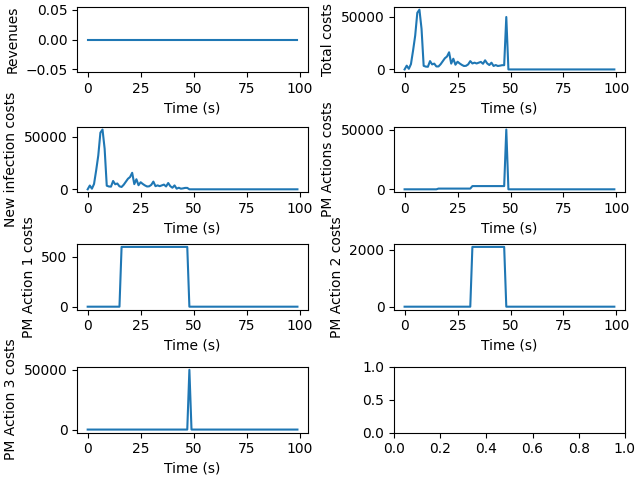 Revenues
0.05
0.00
−0.05
0 25 50 75 100
Time (s)
Total costs
50000
0
0 25 50 75 100
Time (s)
New infection costs
50000
0
0 25 50 75 100
Time (s)
PM Actions costs
50000
0
0 25 50 75 100
Time (s)
PM Action 1 costs
500
0
0 25 50 75 100
Time (s)
PM Action 2 costs
2000
0
0 25 50 75 100
Time (s)
PM Action 3 costs
50000
0
0 25 50 75 100
Time (s)
1.0
0.5
0.0
0.0 0.2 0.4 0.6 0.8 1.0